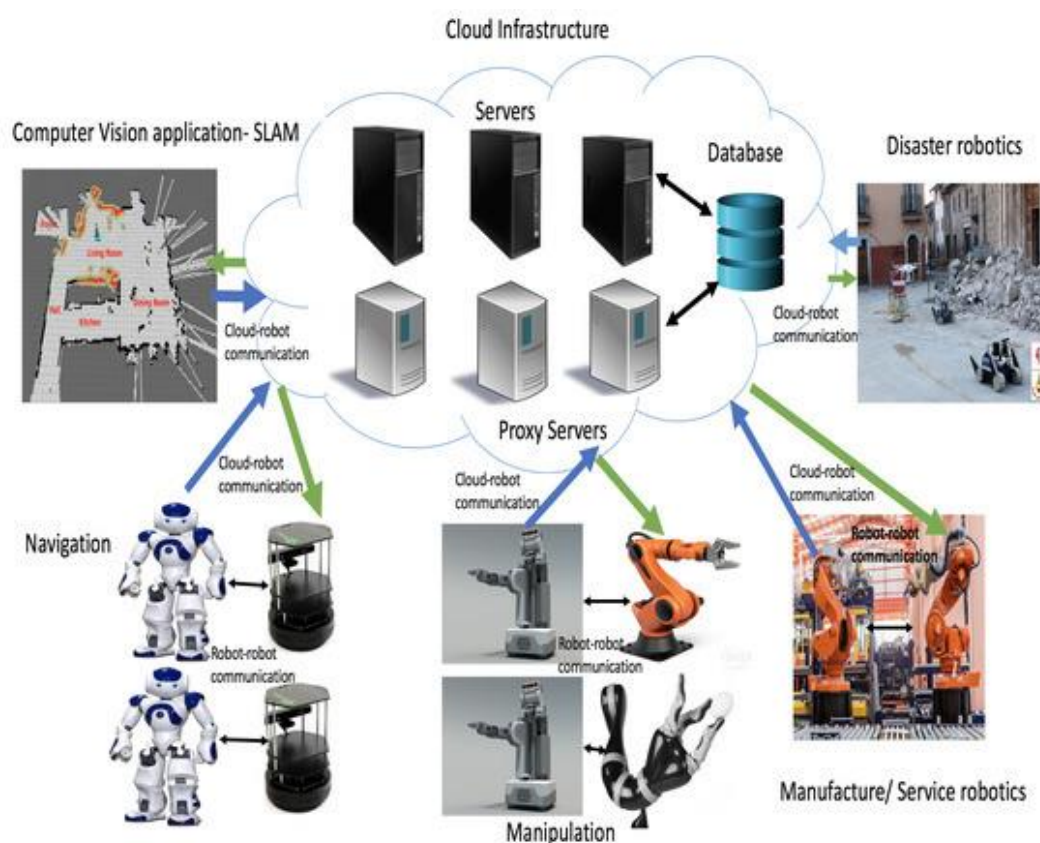 Cloud Infrastructure
Servers
Computer Vision application- SLAM
Database
Disaster robotics
Living Room
Dining Room
Hall
Kitchen
Cloud-robot
communication
Cloud-robot
communication
Proxy Servers
Cloud-robot
communication
Cloud-robot
communication
Cloud-robot
communication
Navigation
Robot-robot
communication
Robot-robot
communication
Robot-robot
communication
Manufacture/ Service robotics
Manipulation